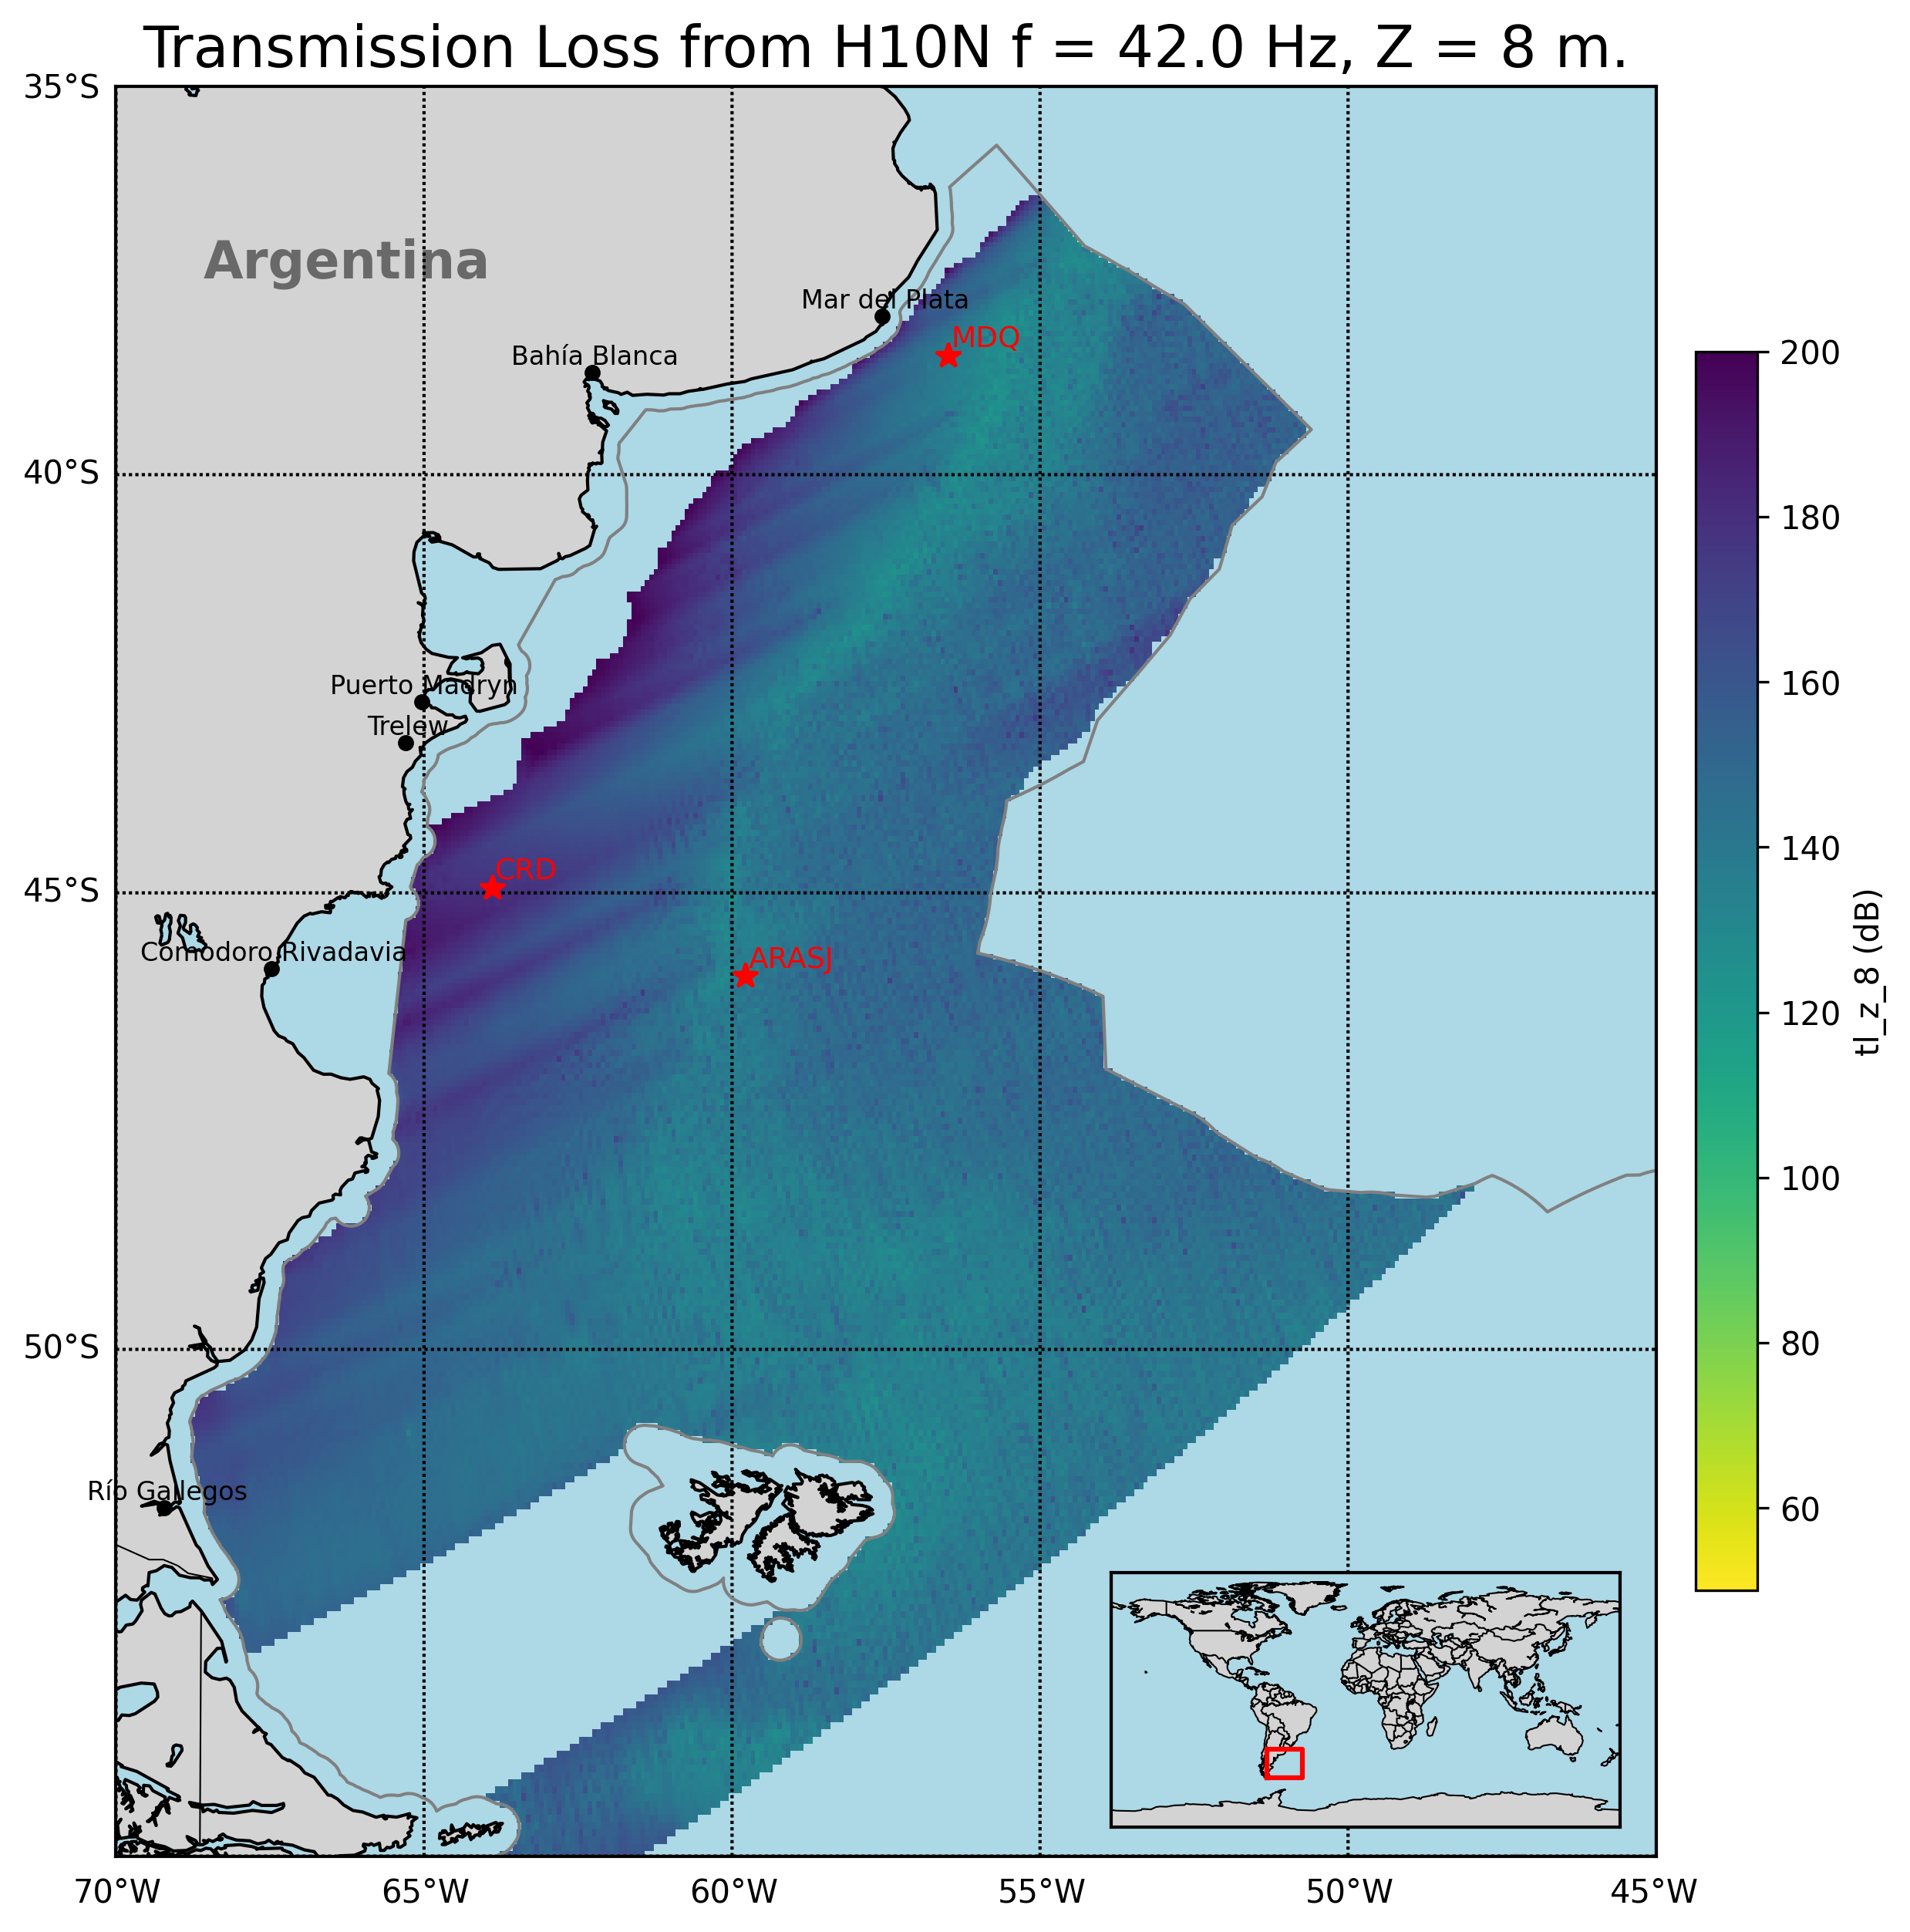 Transmission Loss from H10N f = 42.0 Hz, Z = 8 m.
35°S
Argentina
Mar del Plata
MDQ
Bahía Blanca
200
40°S
180
Puerto Madryn
160
Trelew
140
CRD
45°S
tl_z_8 (dB)
Comodoro Rivadavia
ARASJ
120
100
50°S
80
Río Gallegos
60
70°W
65°W
60°W
55°W
50°W
45°W